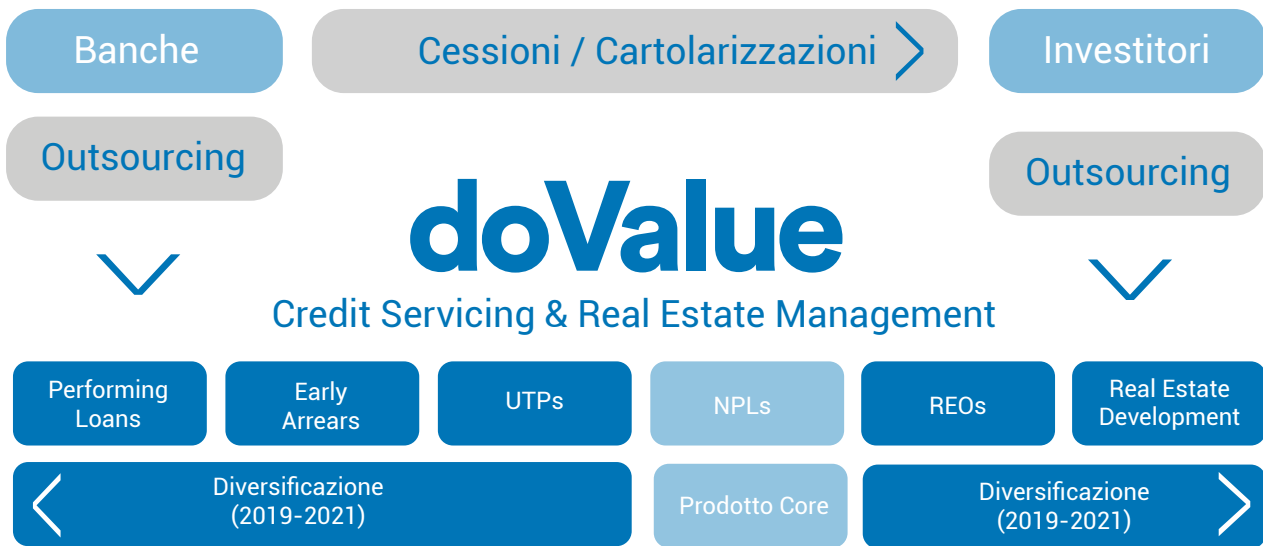 Banche
Cessioni / Cartolarizzazioni
Investitori
Outsourcing
Outsourcing
doValue
Credit Servicing & Real Estate Management
Performing
Loans
Early
Arrears
UTPs
NPLs
REOs
Real Estate
Development
Diversificazione
(2019-2021)
Prodotto Core
Diversificazione
(2019-2021)